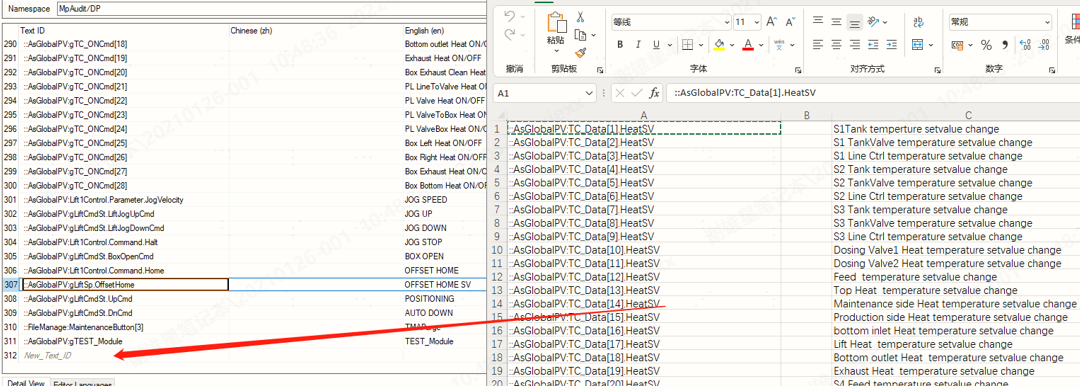 Namespace MpAudit/DP
Text ID Chinese (zh) English (en)
290 ::AsGlobalPV:gTC_ONCmd[18] Bottom outlet Heat ON/OFF
291 ::AsGlobalPV:gTC_ONCmd[19] Exhaust Heat ON/OFF
292 ::AsGlobalPV:gTC_ONCmd[20] Box Exhaust Clean Heat
293 ::AsGlobalPV:gTC_ONCmd[21] PL LineToValve Heat ON/
294 ::AsGlobalPV:gTC_ONCmd[22] PL Valve Heat ON/OFF
295 ::AsGlobalPV:gTC_ONCmd[23] PL ValveToBox Heat ON/
296 ::AsGlobalPV:gTC_ONCmd[24] PL ValveBox Heat ON/OF
297 ::AsGlobalPV:gTC_ONCmd[25] Box Left Heat ON/OFF
298 ::AsGlobalPV:gTC_ONCmd[26] Box Right Heat ON/OFF
299 ::AsGlobalPV:gTC_ONCmd[27] Box Top Heat ON/OFF
300 ::AsGlobalPV:gTC_ONCmd[28] Box Bottom Heat ON/OFF
301 ::AsGlobalPV:Lift1Control.Parameter.JogVelocity JOG SPEED
302 ::AsGlobalPV:gLiftCmdSt.LiftJogUpCmd JOG UP
303 ::AsGlobalPV:gLiftCmdSt.LiftJogDownCmd JOG DOWN
304 ::AsGlobalPV:Lift1Control.Command.Halt JOG STOP
305 ::AsGlobalPV:gLiftCmdSt.BoxOpenCmd BOX OPEN
306 ::AsGlobalPV:Lift1Control.Command.Home OFFSET HOME
307 ::AsGlobalPV:gLiftSp.OffsetHome OFFSET HOME SV
308 ::AsGlobalPV:gLiftCmdSt.UpCmd POSITIONING
309 ::AsGlobalPV:gLiftCmdSt.DnCmd AUTO DOWN
310 ::FileManage:MaintenanceButton[3]
311 ::AsGlobalPV:gTEST_Module TEST_Module
312 New_Text_ID
Detail View Editor Languages
等线 11 A A 常规
粘贴 B I U
撤消 剪贴板 字体 对齐方式 数字
A1 fx ::AsGlobalPV:TC_Data[1].HeatSV
A B C
1 ::AsGlobalPV:TC_Data[1].HeatSV S1Tank temperture setvalue change
2 ::AsGlobalPV:TC_Data[2].HeatSV S1 TankValve temperature setvalue change
3 ::AsGlobalPV:TC_Data[3].HeatSV S1 Line Ctrl temperature setvalue change
4 ::AsGlobalPV:TC_Data[4].HeatSV S2 Tank temperature setvalue change
5 ::AsGlobalPV:TC_Data[5].HeatSV S2 TankValve temperature setvalue change
6 ::AsGlobalPV:TC_Data[6].HeatSV S2 Line Ctrl temperature setvalue change
7 ::AsGlobalPV:TC_Data[7].HeatSV S3 Tank temperature setvalue change
8 ::AsGlobalPV:TC_Data[8].HeatSV S3 TankValve temperature setvalue change
9 ::AsGlobalPV:TC_Data[9].HeatSV S3 Line Ctrl temperature setvalue change
10 ::AsGlobalPV:TC_Data[10].HeatSV Dosing Valve1 Heat temperature setvalue change
11 ::AsGlobalPV:TC_Data[11].HeatSV Dosing Valve2 Heat temperature setvalue change
12 ::AsGlobalPV:TC_Data[12].HeatSV Feed temperature setvalue change
13 ::AsGlobalPV:TC_Data[13].HeatSV Top Heat temperature setvalue change
14 ::AsGlobalPV:TC_Data[14].HeatSV Maintenance side Heat temperature setvalue change
15 ::AsGlobalPV:TC_Data[15].HeatSV Production side Heat temperature setvalue change
16 ::AsGlobalPV:TC_Data[16].HeatSV bottom inlet Heat temperature setvalue change
17 ::AsGlobalPV:TC_Data[17].HeatSV Lift Heat temperature setvalue change
18 ::AsGlobalPV:TC_Data[18].HeatSV Bottom outlet Heat temperature setvalue change
19 ::AsGlobalPV:TC_Data[19].HeatSV Exhaust Heat temperature setvalue change
20 ::AsGlobalPV:TC_Data[20].HeatSV S4 Feed temperature setvalue change